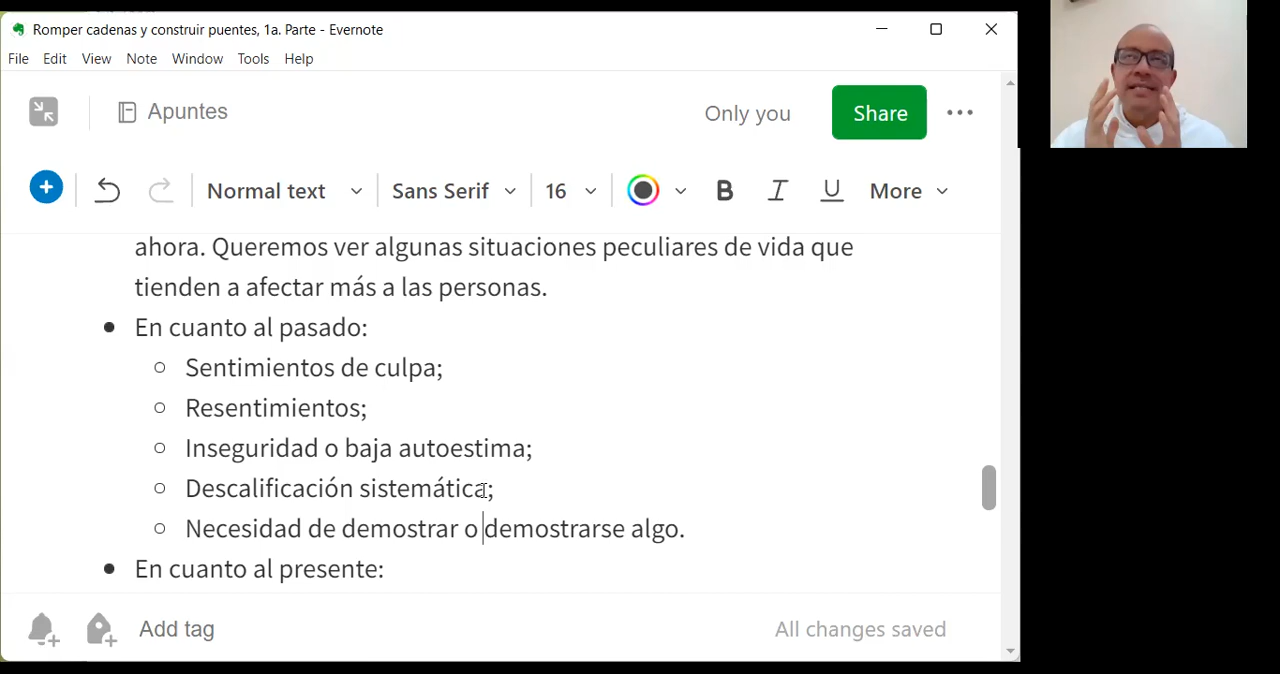 Romper cadenas y construir puentes, 1a. Parte - Evernote
File Edit View Note Window Tools Help
Apuntes
Only you
Share
Normal text
Sans Serif
16
B I U More
ahora. Queremos ver algunas situaciones peculiares de vida que
tienden a afectar más a las personas.
En cuanto al pasado:
Sentimientos de culpa;
Resentimientos;
Inseguridad o baja autoestima;
Descalificación sistemática;
Necesidad de demostrar o demostrarse algo.
En cuanto al presente:
Add tag
All changes saved